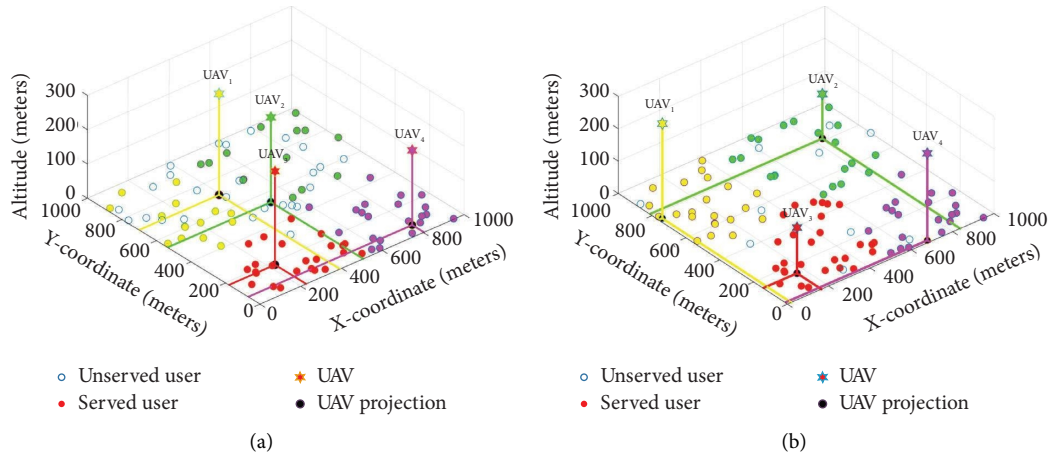 Altitude (meters)
300
200
100
0
1000
800
600
400
200
0
Y-coordinate (meters)
0
200
400
600
800
1000
X-coordinate (meters)
UAV1
UAV2
UAV4
Unserved user
Served user
UAV
UAV projection
(a)
Altitude (meters)
300
200
100
0
1000
800
600
400
200
0
Y-coordinate (meters)
0
200
400
600
800
1000
X-coordinate (meters)
UAV1
UAV2
UAV3
UAV
4
Unserved user
Served user
UAV
UAV projection
(b)